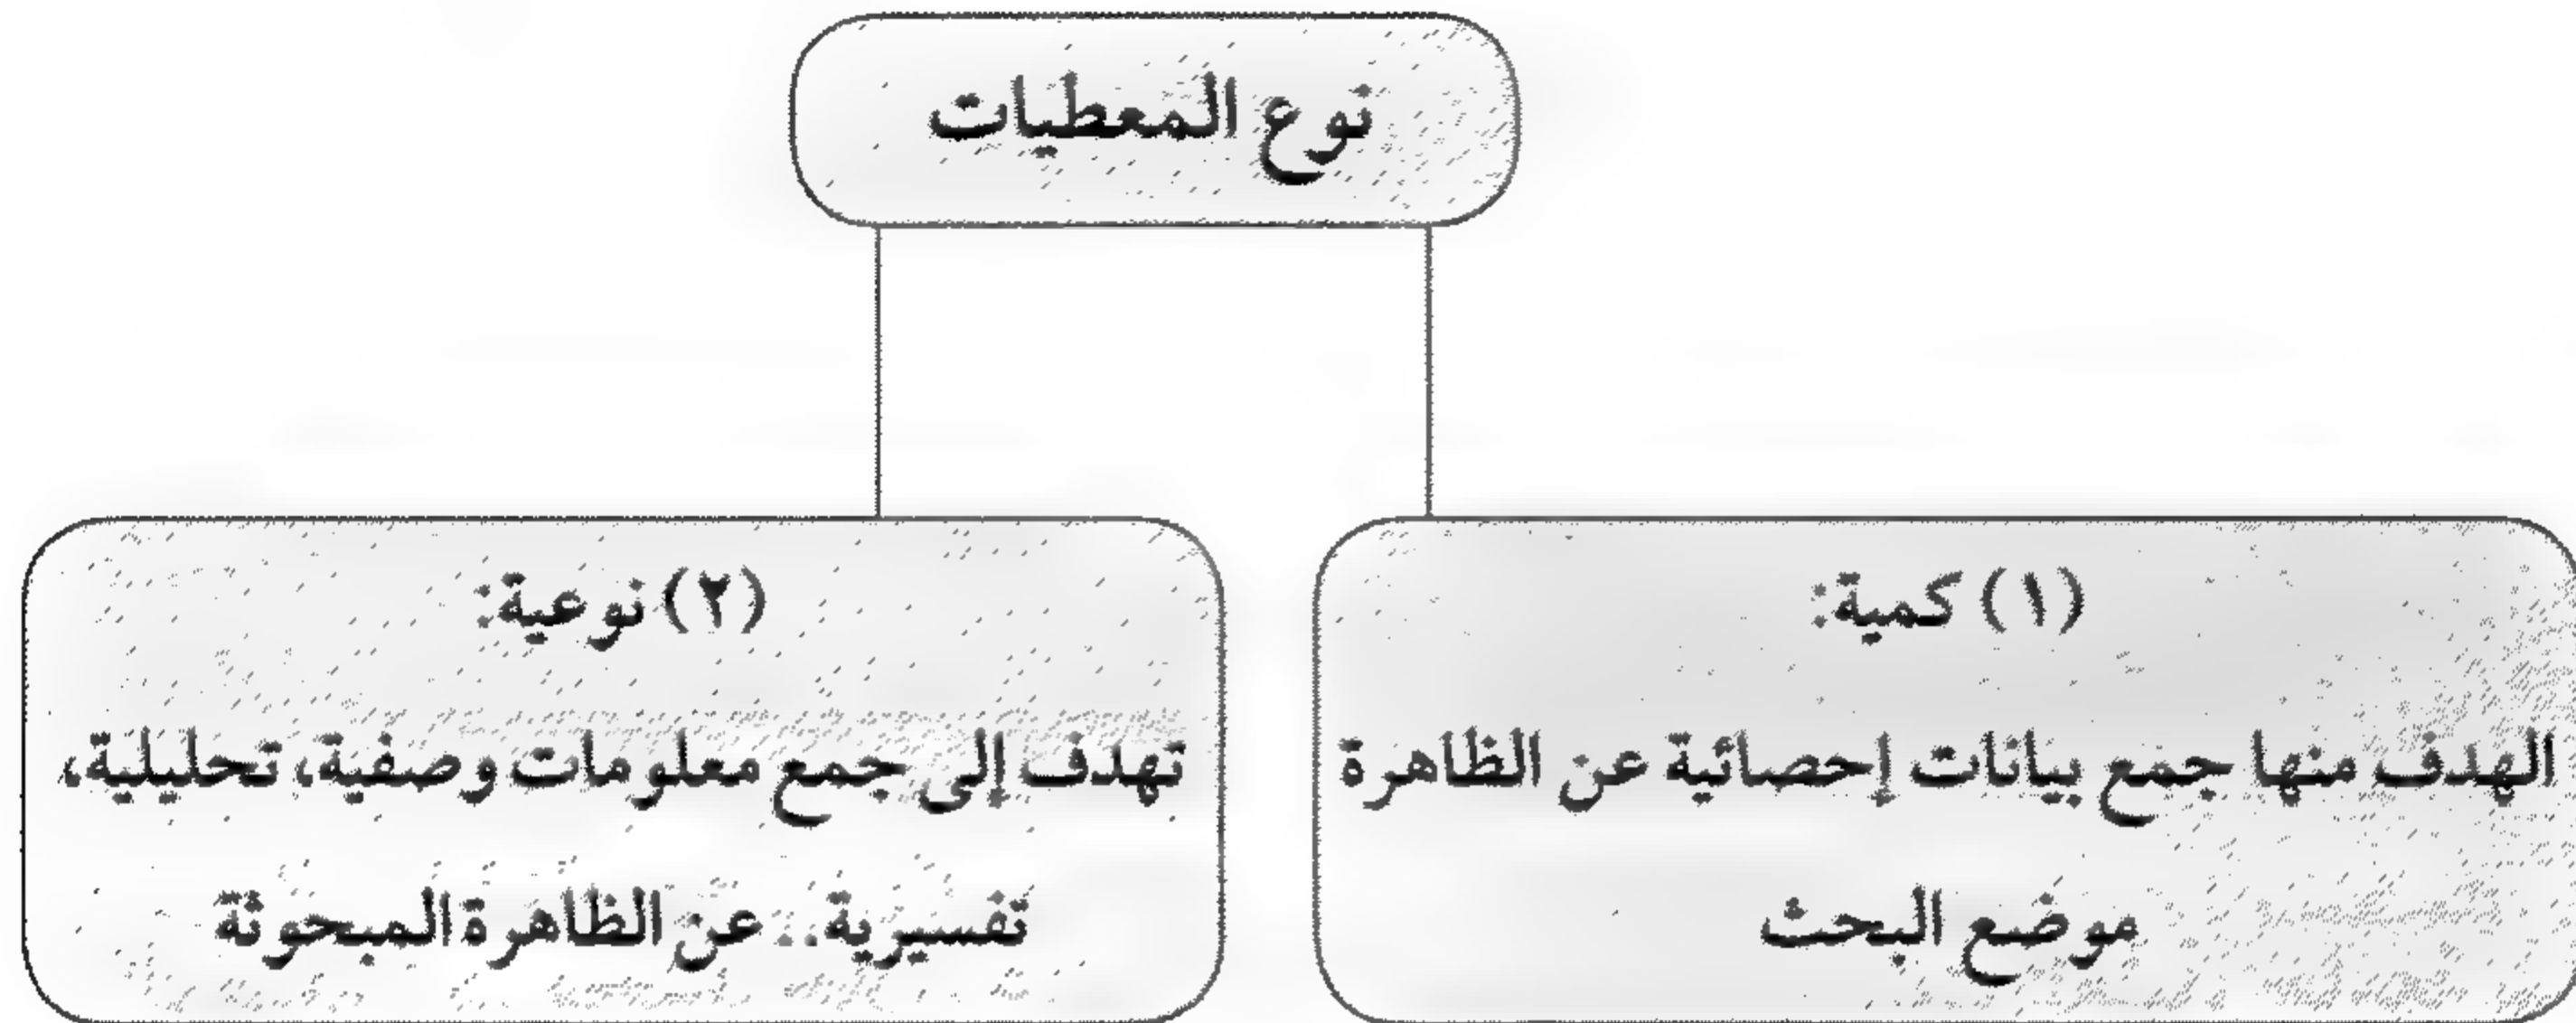 نوع المعطيات
(١) كمية:
الهدف منها جمع بيانات إحصائية عن الظاهرة
موضع البحث
(٢) نوعية:
تهدف إلى جمع معلومات وصفية، تحليلية،
تفسيرية.. عن الظاهرة المبحوثة